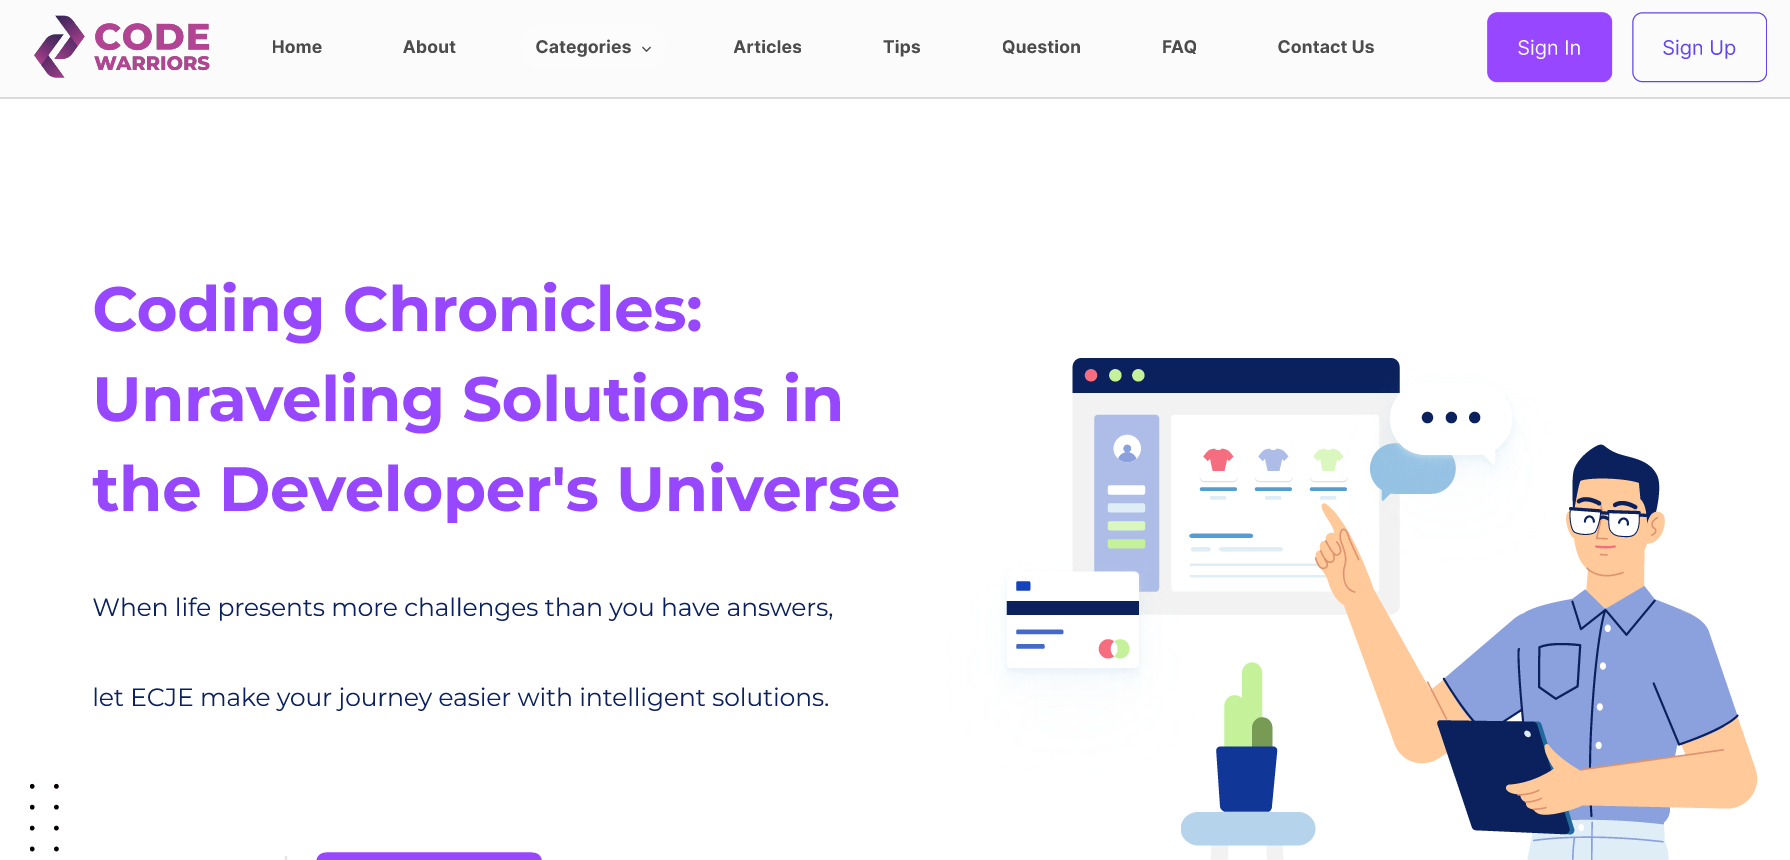 CODE
WARRIORS
Home About Categories Articles Tips Question FAQ Contact Us Sign In Sign Up
Coding Chronicles:
Unraveling Solutions in
the Developer's Universe
When life presents more challenges than you have answers,
let ECJE make your journey easier with intelligent solutions.